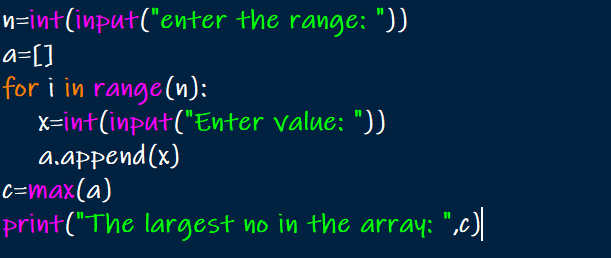 n=int(input("enter the range: "))
a=[]
for i in range(n):
    x=int(input("Enter value: "))
    a.append(x)
c=max(a)
print("The largest no in the array: ",c)